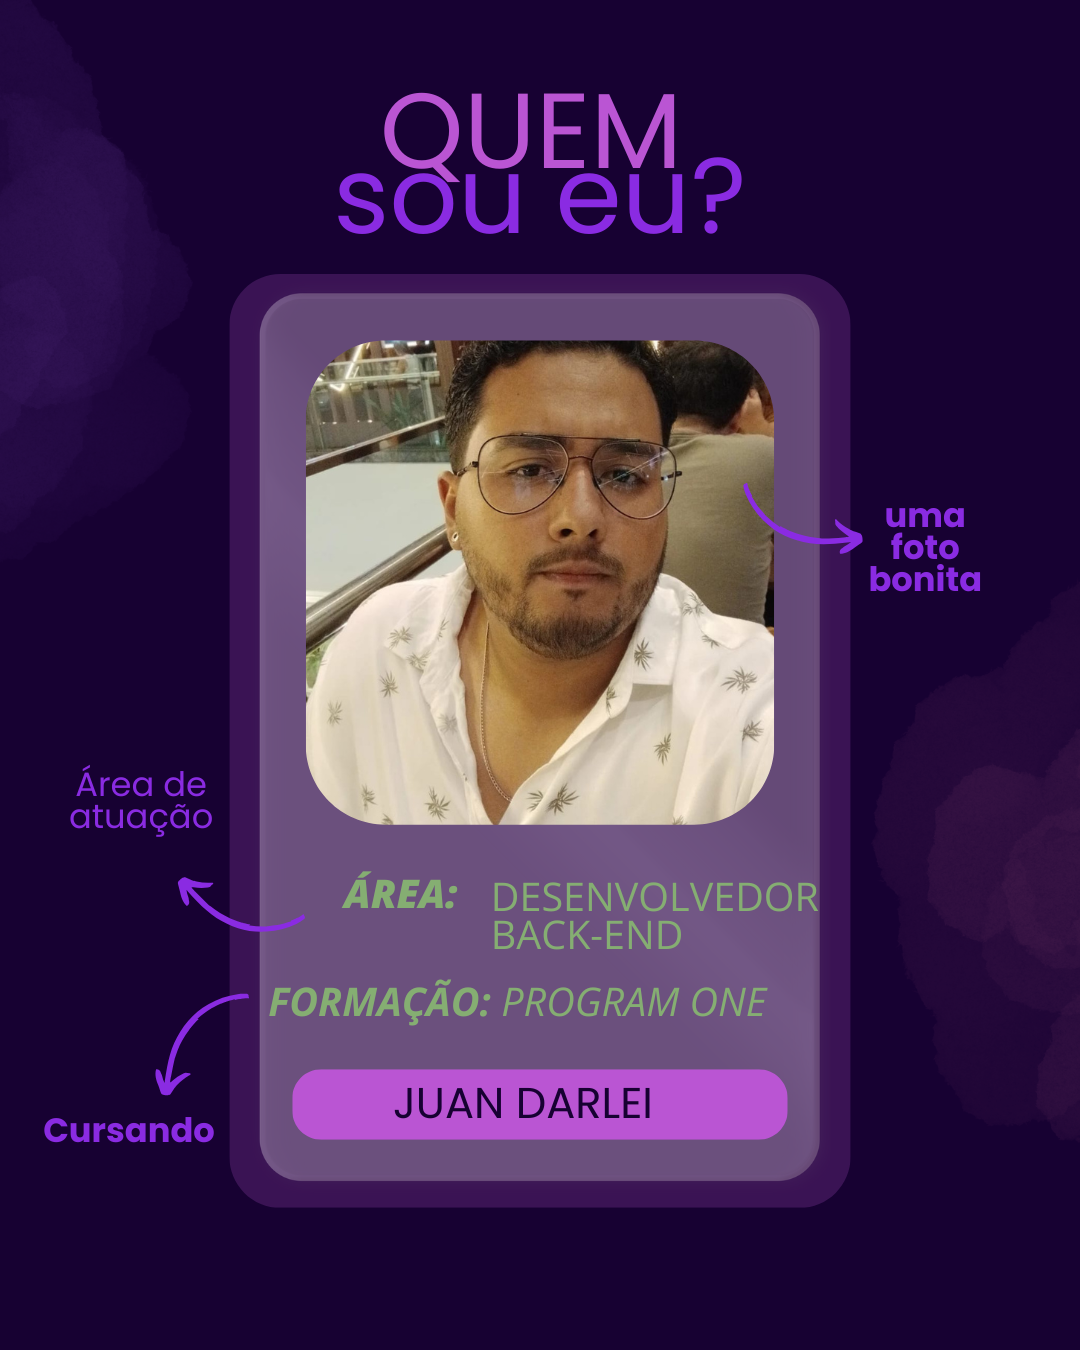 QUEM
sou eu?
uma
foto
bonita
Área de
atuação
ÁREA: DESENVOLVEDOR
BACK-END
FORMAÇÃO: PROGRAM ONE
Cursando
JUAN DARLEI